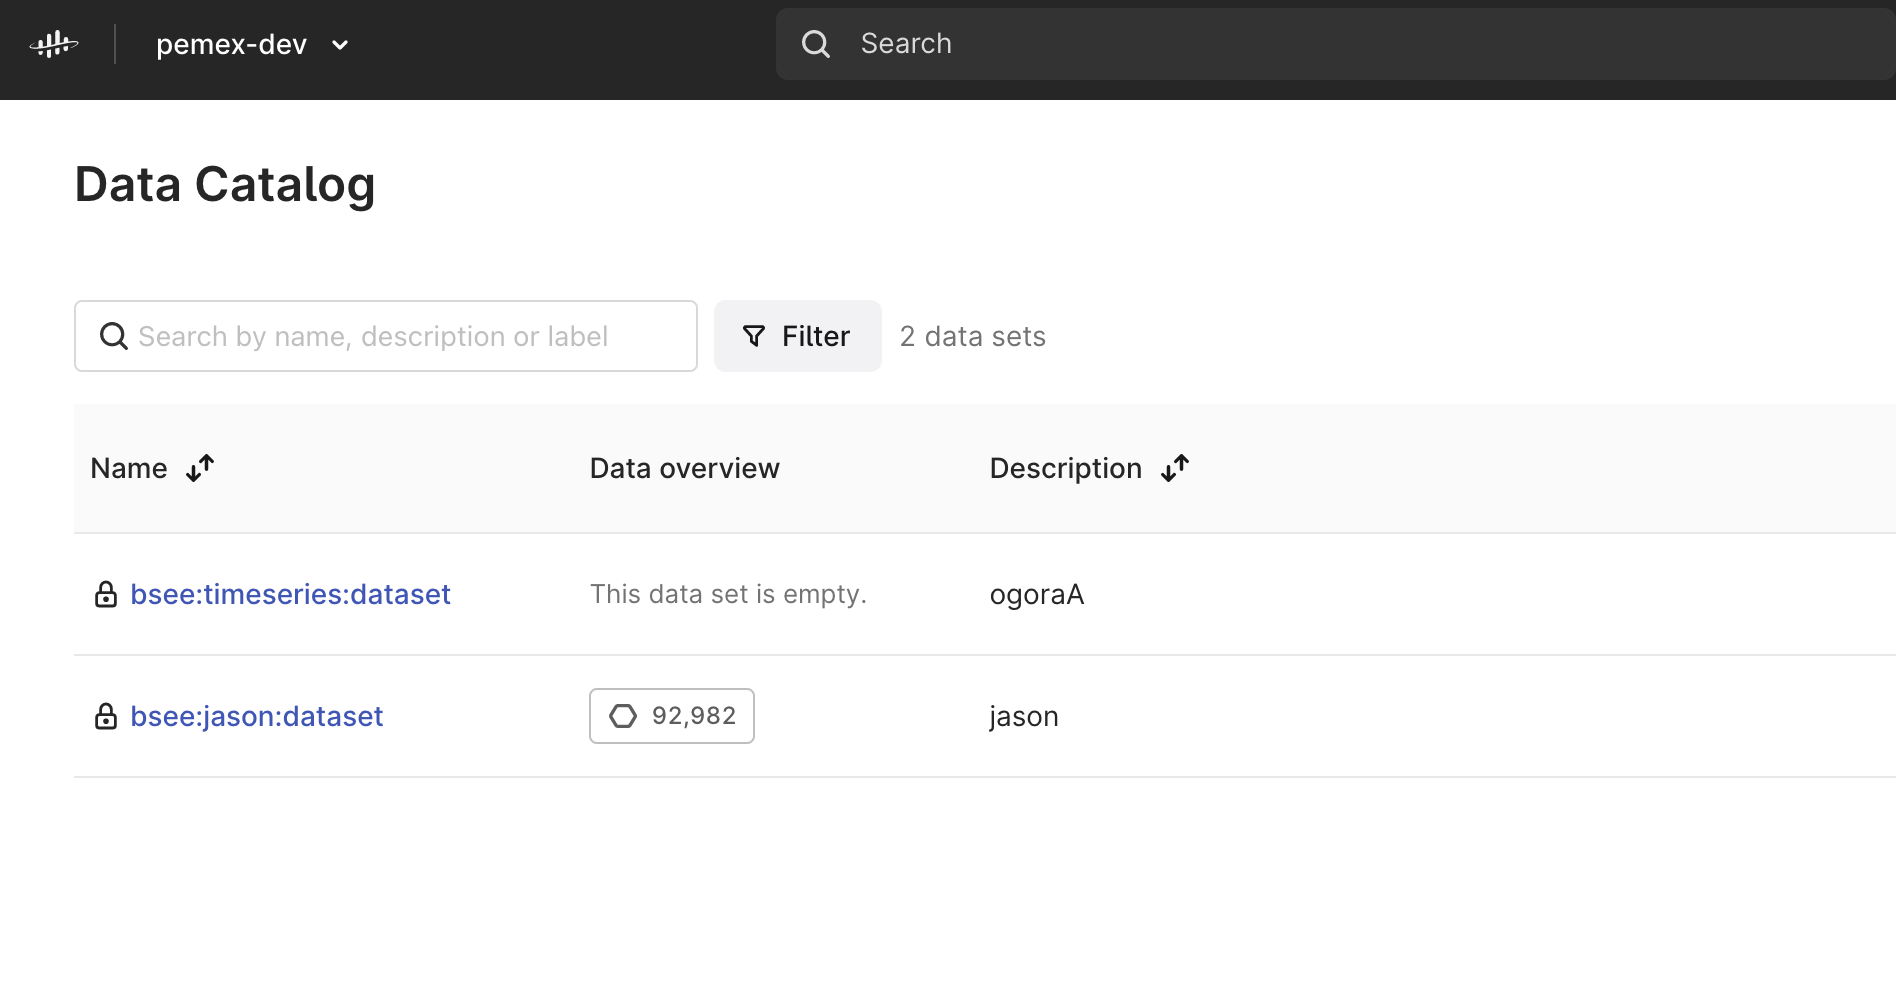 pemex-dev
Search
Data Catalog
Search by name, description or label
Filter
2 data sets
Name
Data overview
Description
bsee:timeseries:dataset
This data set is empty.
ogoraA
bsee:jason:dataset
92,982
jason